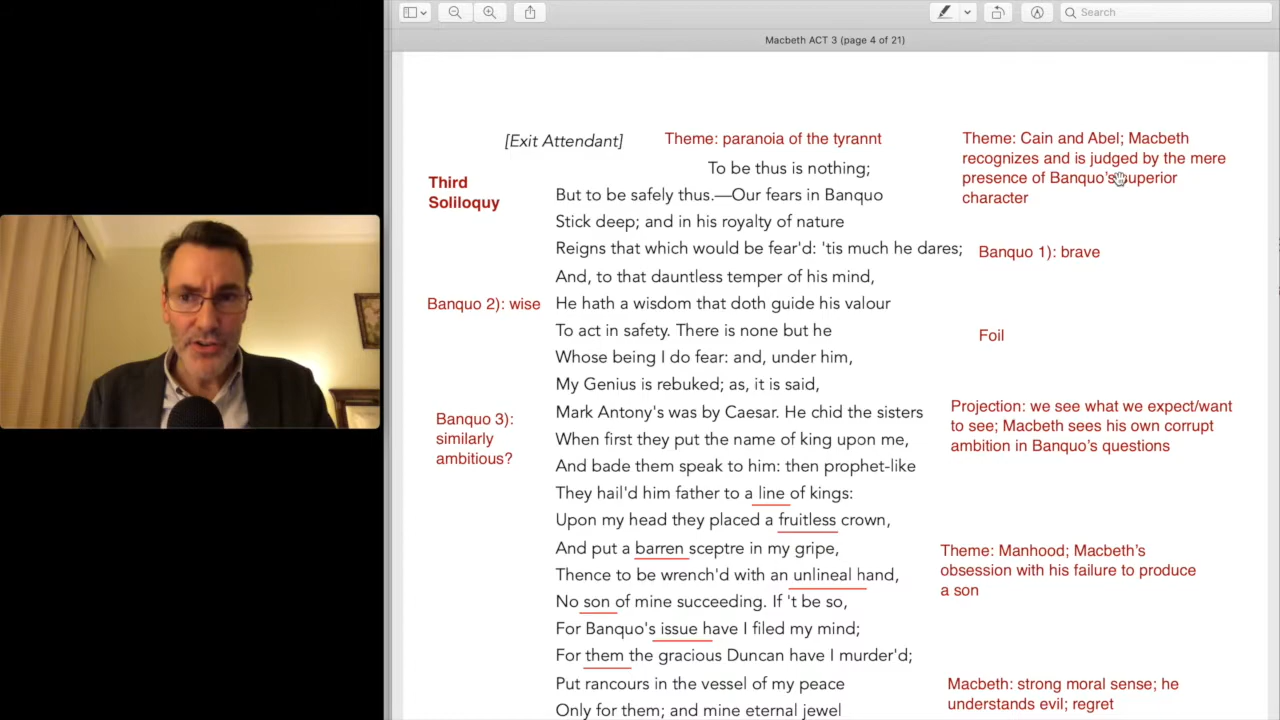 Search
Macbeth ACT 3 (page 4 of 21)
[Exit Attendant]
Theme: paranoia of the tyrannt
Theme: Cain and Abel; Macbeth
recognizes and is judged by the mere
presence of Banquo's superior
character
To be thus is nothing;
Third
Soliloquy
But to be safely thus.—Our fears in Banquo
Stick deep; and in his royalty of nature
Reigns that which would be fear'd: 'tis much he dares;
Banquo 1): brave
And, to that dauntless temper of his mind,
Banquo 2): wise
He hath a wisdom that doth guide his valour
To act in safety. There is none but he
Foil
Whose being I do fear: and, under him,
My Genius is rebuked; as, it is said,
Mark Antony's was by Caesar. He chid the sisters
Projection: we see what we expect/want
to see; Macbeth sees his own corrupt
ambition in Banquo's questions
Banquo 3):
similarly
ambitious?
When first they put the name of king upon me,
And bade them speak to him: then prophet-like
They hail'd him father to a line of kings:
Upon my head they placed a fruitless crown,
And put a barren sceptre in my gripe,
Theme: Manhood; Macbeth's
obsession with his failure to produce
a son
Thence to be wrench'd with an unlineal hand,
No son of mine succeeding. If 't be so,
For Banquo's issue have I filed my mind;
For them the gracious Duncan have I murder'd;
Put rancours in the vessel of my peace
Macbeth: strong moral sense; he
understands evil; regret
Only for them; and mine eternal jewel